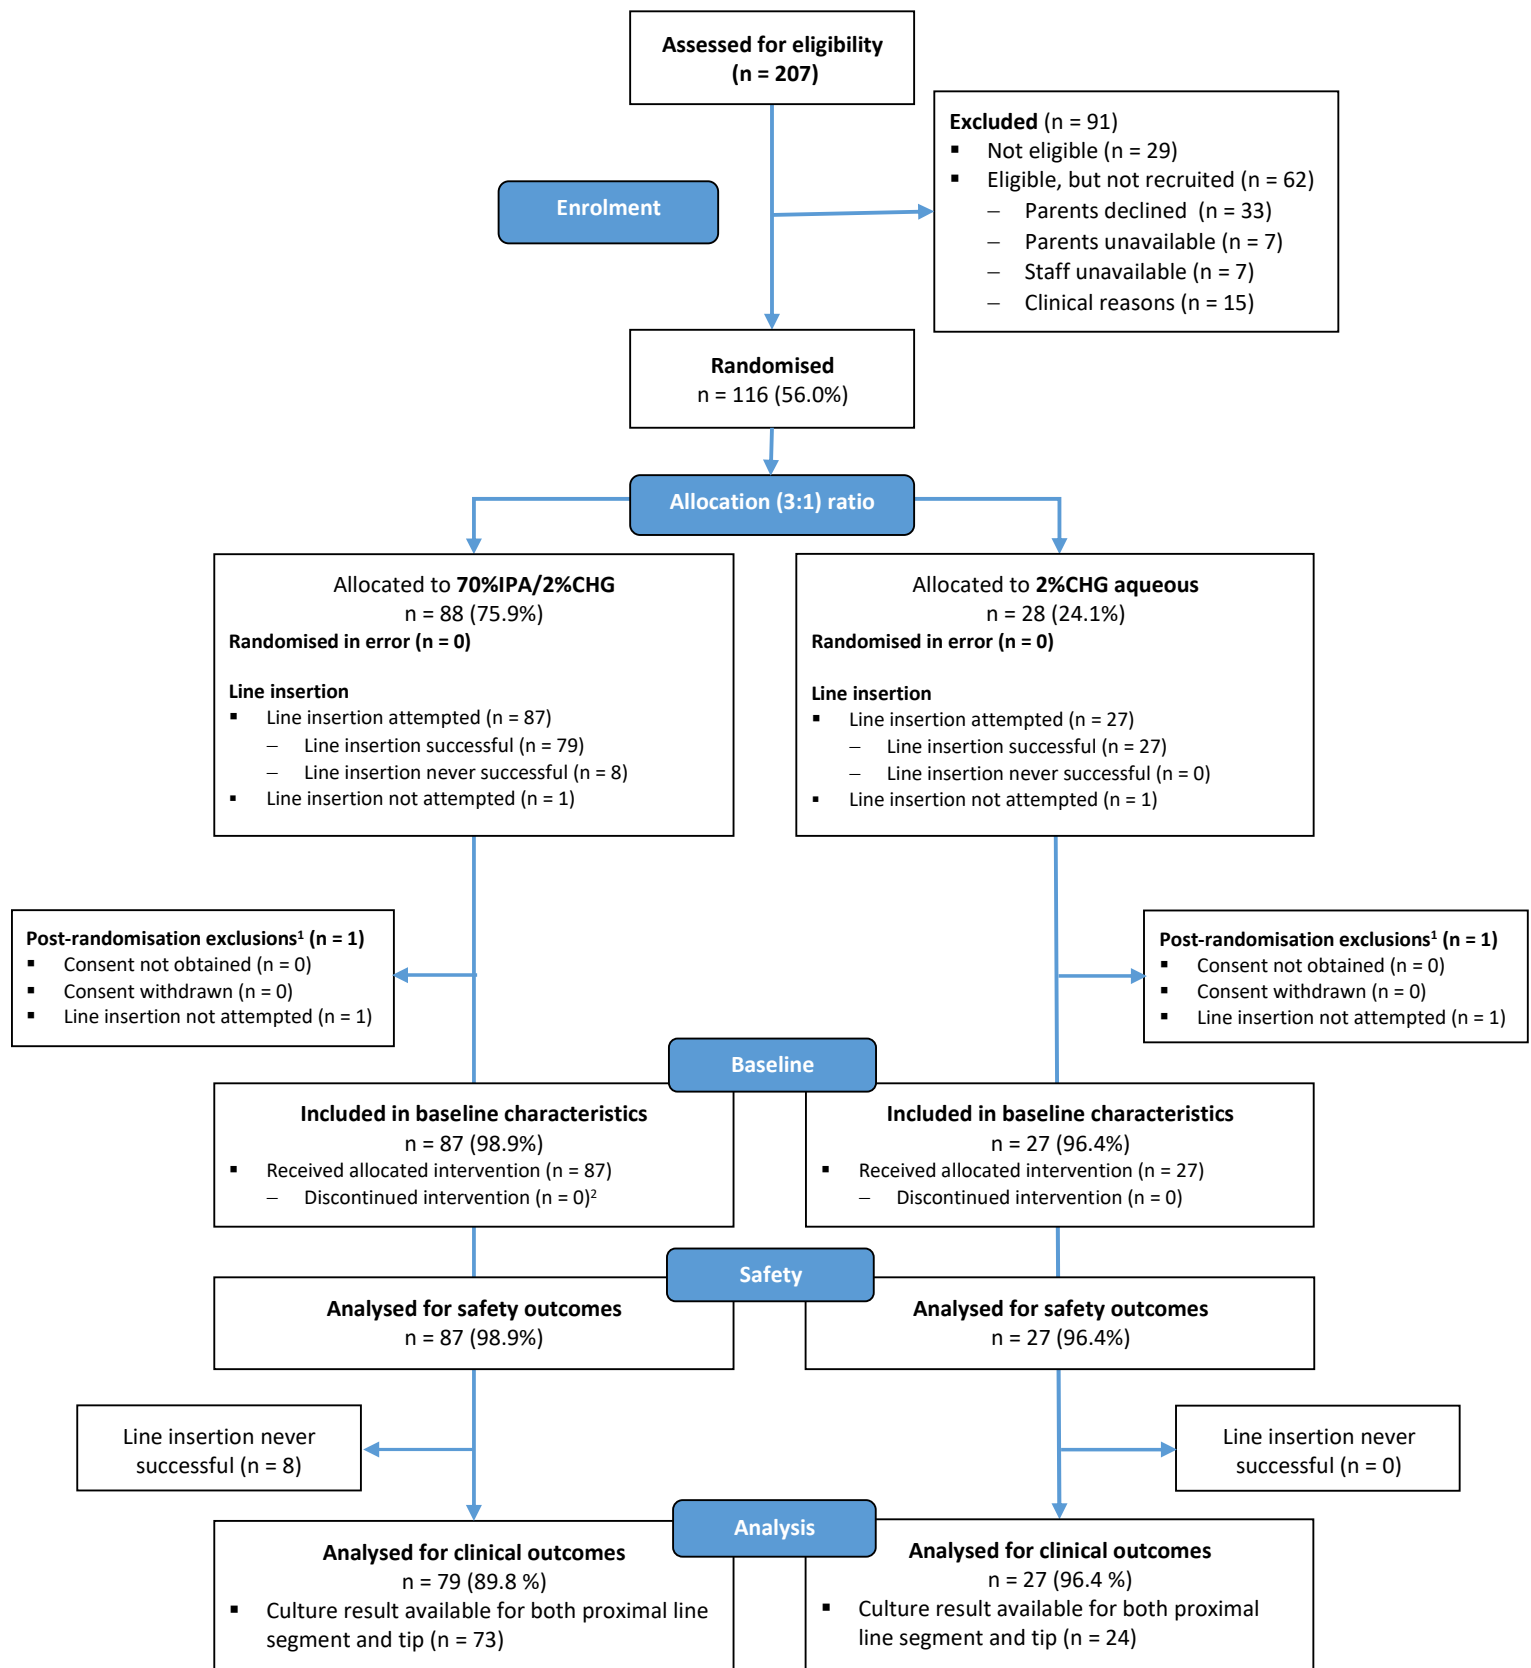 Assessed for eligibility
(n = 207)
Excluded (n = 91)
▪ Not eligible (n = 29)
▪ Eligible, but not recruited (n = 62)
– Parents declined (n = 33)
– Parents unavailable (n = 7)
– Staff unavailable (n = 7)
– Clinical reasons (n = 15)
Enrolment
Randomised
n = 116 (56.0%)
Allocation (3:1) ratio
Allocated to 70%IPA/2%CHG
n = 88 (75.9%)
Randomised in error (n = 0)
Line insertion
▪ Line insertion attempted (n = 87)
– Line insertion successful (n = 79)
– Line insertion never successful (n = 8)
▪ Line insertion not attempted (n = 1)
Allocated to 2%CHG aqueous
n = 28 (24.1%)
Randomised in error (n = 0)
Line insertion
▪ Line insertion attempted (n = 27)
– Line insertion successful (n = 27)
– Line insertion never successful (n = 0)
▪ Line insertion not attempted (n = 1)
Post-randomisation exclusions¹ (n = 1)
▪ Consent not obtained (n = 0)
▪ Consent withdrawn (n = 0)
▪ Line insertion not attempted (n = 1)
Post-randomisation exclusions¹ (n = 1)
▪ Consent not obtained (n = 0)
▪ Consent withdrawn (n = 0)
▪ Line insertion not attempted (n = 1)
Baseline
Included in baseline characteristics
n = 87 (98.9%)
▪ Received allocated intervention (n = 87)
– Discontinued intervention (n = 0)²
Included in baseline characteristics
n = 27 (96.4%)
▪ Received allocated intervention (n = 27)
– Discontinued intervention (n = 0)
Safety
Analysed for safety outcomes
n = 87 (98.9%)
Analysed for safety outcomes
n = 27 (96.4%)
Line insertion never
successful (n = 8)
Line insertion never
successful (n = 0)
Analysis
Analysed for clinical outcomes
n = 79 (89.8 %)
▪ Culture result available for both proximal line
segment and tip (n = 73)
Analysed for clinical outcomes
n = 27 (96.4 %)
▪ Culture result available for both proximal
line segment and tip (n = 24)